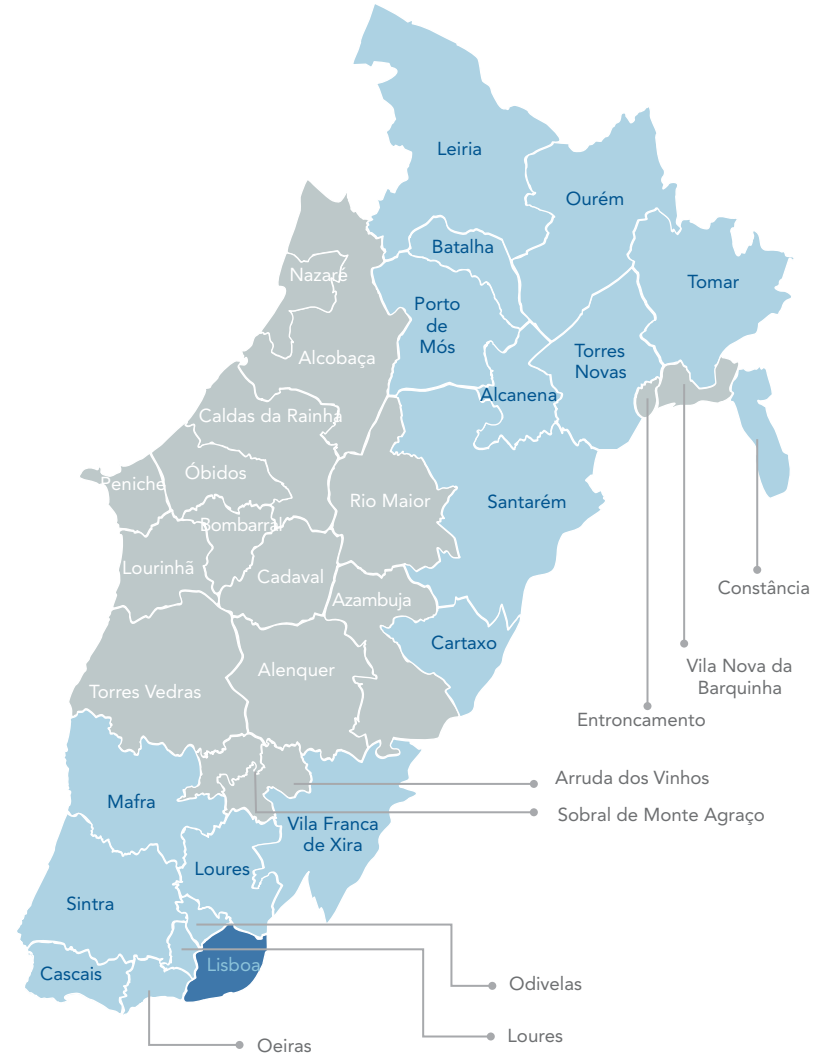 Leiria
Ourém
Batalha
Nazaré
Tomar
Porto
de
Mós
Alcobaça
Torres
Novas
Alcanena
Caldas da Rainha
Óbidos
Peniche
Rio Maior
Santarém
Bombarral
Lourinhã
Cadaval
Constância
Azambuja
Cartaxo
Alenquer
Vila Nova da
Barquinha
Torres Vedras
Entroncamento
Arruda dos Vinhos
Mafra
Sobral de Monte Agraço
Vila Franca
de Xira
Loures
Sintra
Lisboa
Cascais
Odivelas
Loures
Oeiras